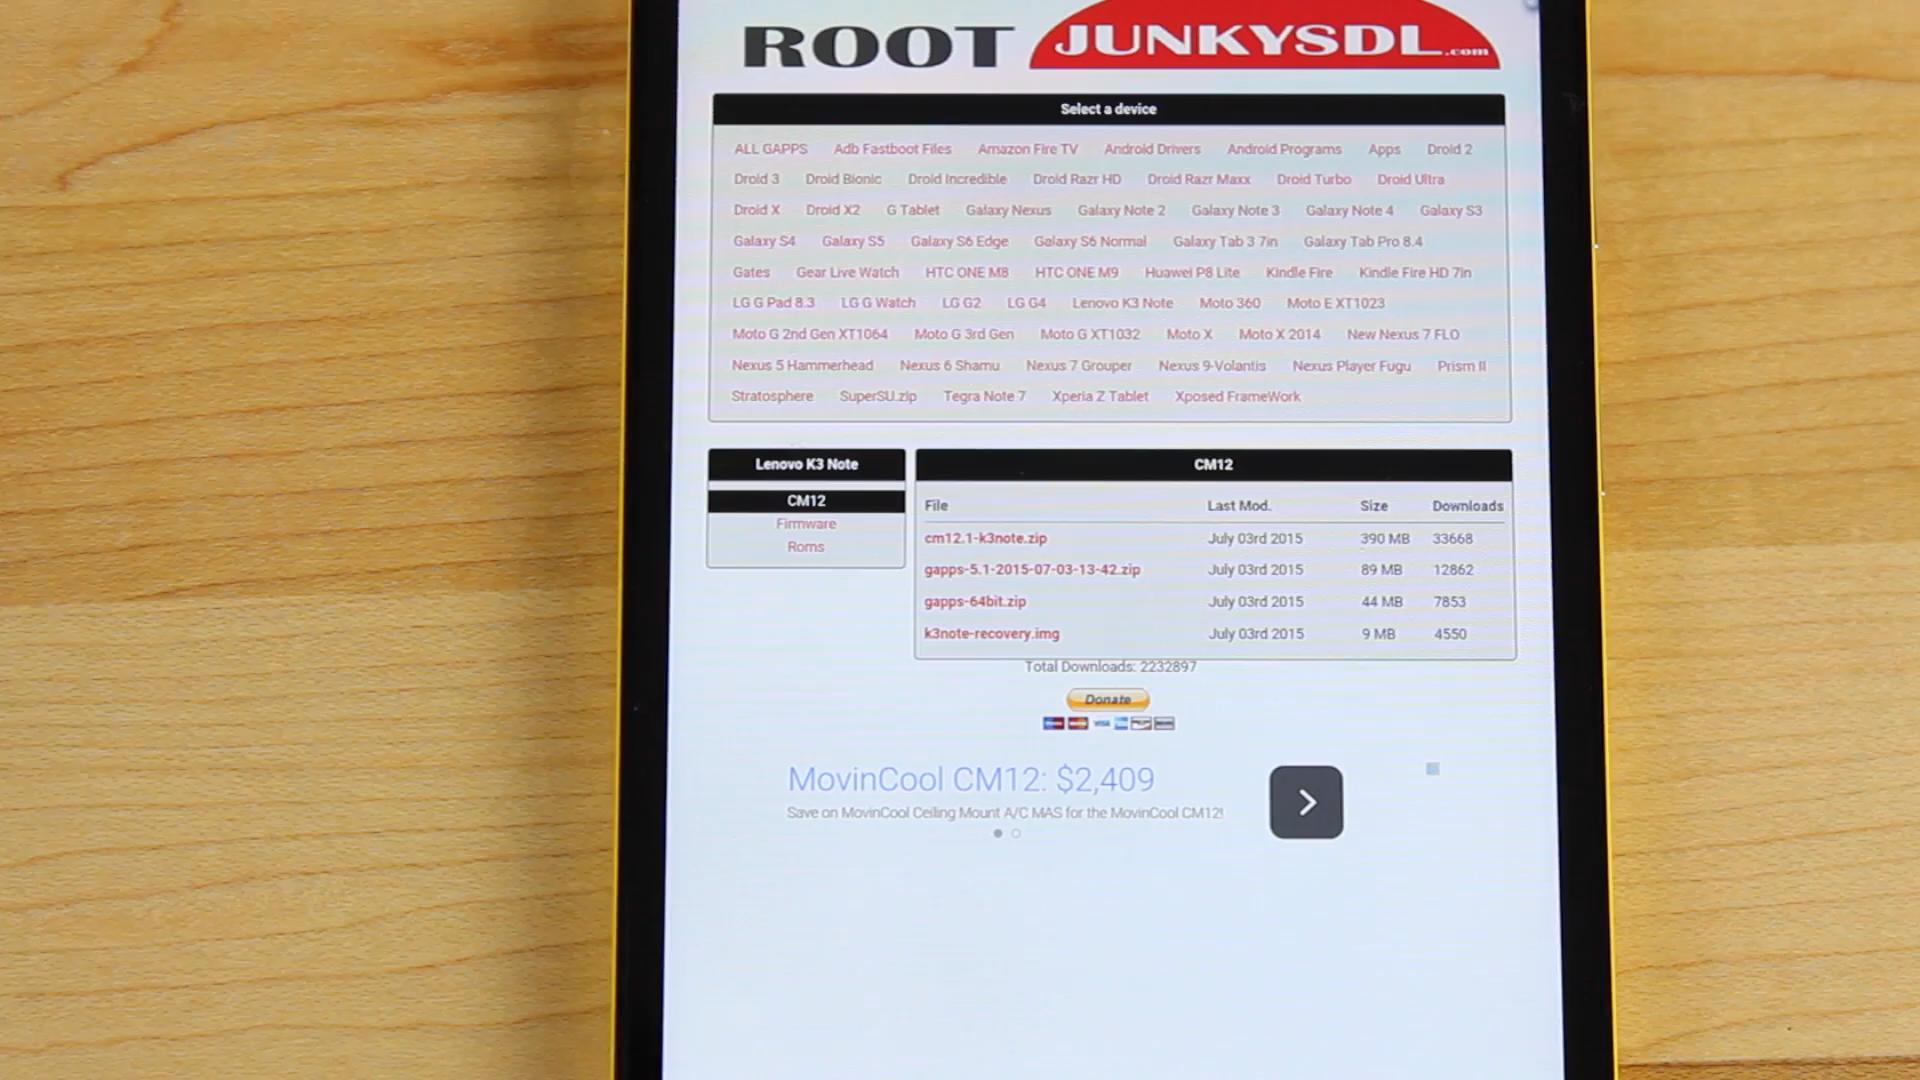 ROOT JUNKYSDL.com
Select a device
ALL GAPPS Adb Fastboot Files Amazon Fire TV Android Drivers Android Programs Apps Droid 2
Droid 3 Droid Bionic Droid Incredible Droid Razr HD Droid Razr Maxx Droid Turbo Droid Ultra
Droid X Droid X2 G Tablet Galaxy Nexus Galaxy Note 2 Galaxy Note 3 Galaxy Note 4 Galaxy S3
Galaxy S4 Galaxy S5 Galaxy S6 Edge Galaxy S6 Normal Galaxy Tab 3 7in Galaxy Tab Pro 8.4
Gates Gear Live Watch HTC ONE M8 HTC ONE M9 Huawei P8 Lite Kindle Fire Kindle Fire HD 7in
LG G Pad 8.3 LG G Watch LG G2 LG G4 Lenovo K3 Note Moto 360 Moto E XT1023
Moto G 2nd Gen XT1064 Moto G 3rd Gen Moto G XT1032 Moto X Moto X 2014 New Nexus 7 FLO
Nexus 5 Hammerhead Nexus 6 Shamu Nexus 7 Grouper Nexus 9-Volantis Nexus Player Fugu Prism II
Stratosphere SuperSU.zip Tegra Note 7 Xperia Z Tablet Xposed FrameWork
Lenovo K3 Note
CM12
Firmware
Roms
CM12
File Last Mod. Size Downloads
cm12.1-k3note.zip July 03rd 2015 390 MB 33668
gapps-5.1-2015-07-03-13-42.zip July 03rd 2015 89 MB 12862
gapps-64bit.zip July 03rd 2015 44 MB 7853
k3note-recovery.img July 03rd 2015 9 MB 4550
Total Downloads: 2232897
Donate
VISA
MovinCool CM12: $2,409
Save on MovinCool Ceiling Mount A/C MAS for the MovinCool CM12!